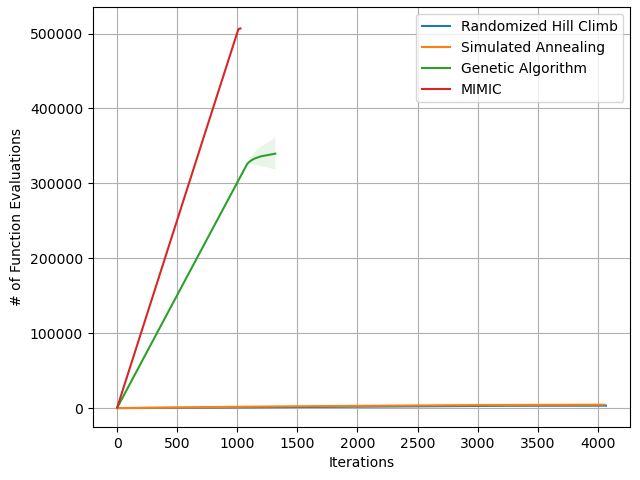 500000
400000
300000
200000
100000
0
# of Function Evaluations
Randomized Hill Climb
Simulated Annealing
Genetic Algorithm
MIMIC
0 500 1000 1500 2000 2500 3000 3500 4000
Iterations